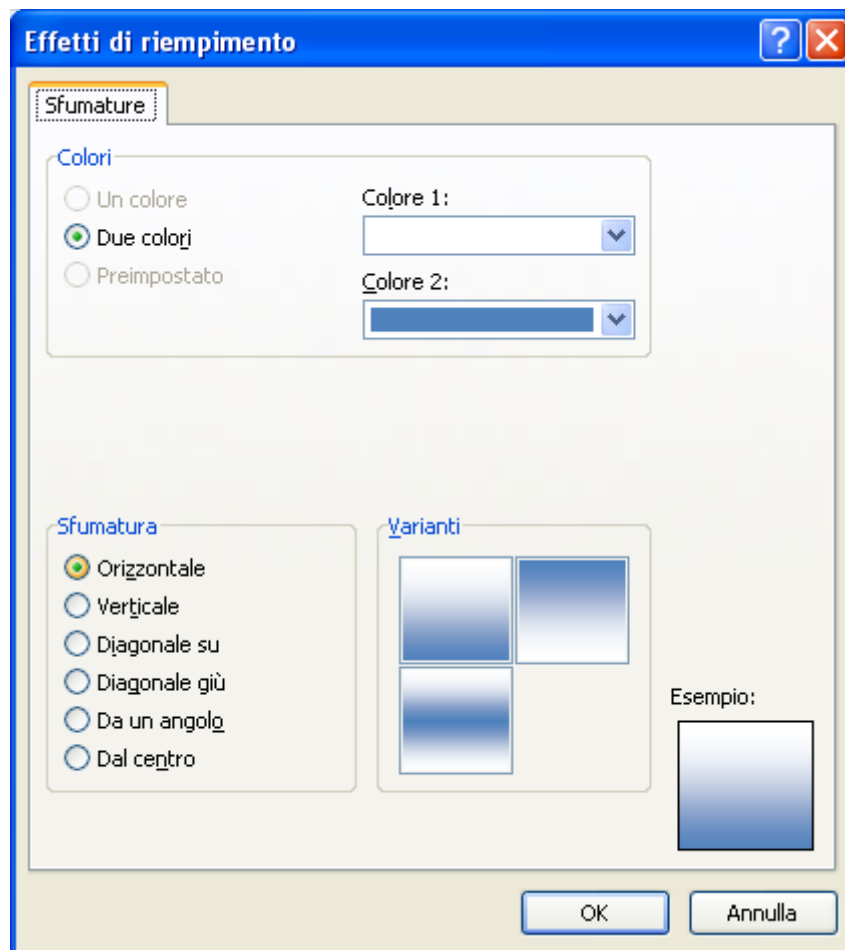 Effetti di riempimento
Sfumature
Colori
Un colore
Due colori
Preimpostato
Colore 1:
Colore 2:
Sfumatura
Orizzontale
Verticale
Diagonale su
Diagonale giù
Da un angolo
Dal centro
Varianti
Esempio:
OK
Annulla